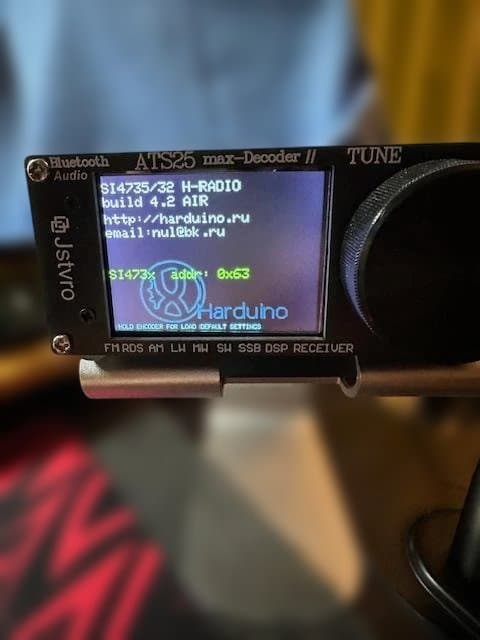 Bluetooth
Audio
ATS25 max-Decoder II
TUNE
Jstvro
SI4735/32 H-RADIO
build 4.2 AIR
http://harduino.ru
email:nul@bk.ru
SI473x addr: 0x63
Harduino
HOLD ENCODER FOR LOAD DEFAULT SETTINGS
FM RDS AM LW MW SW SSB DSP RECEIVER